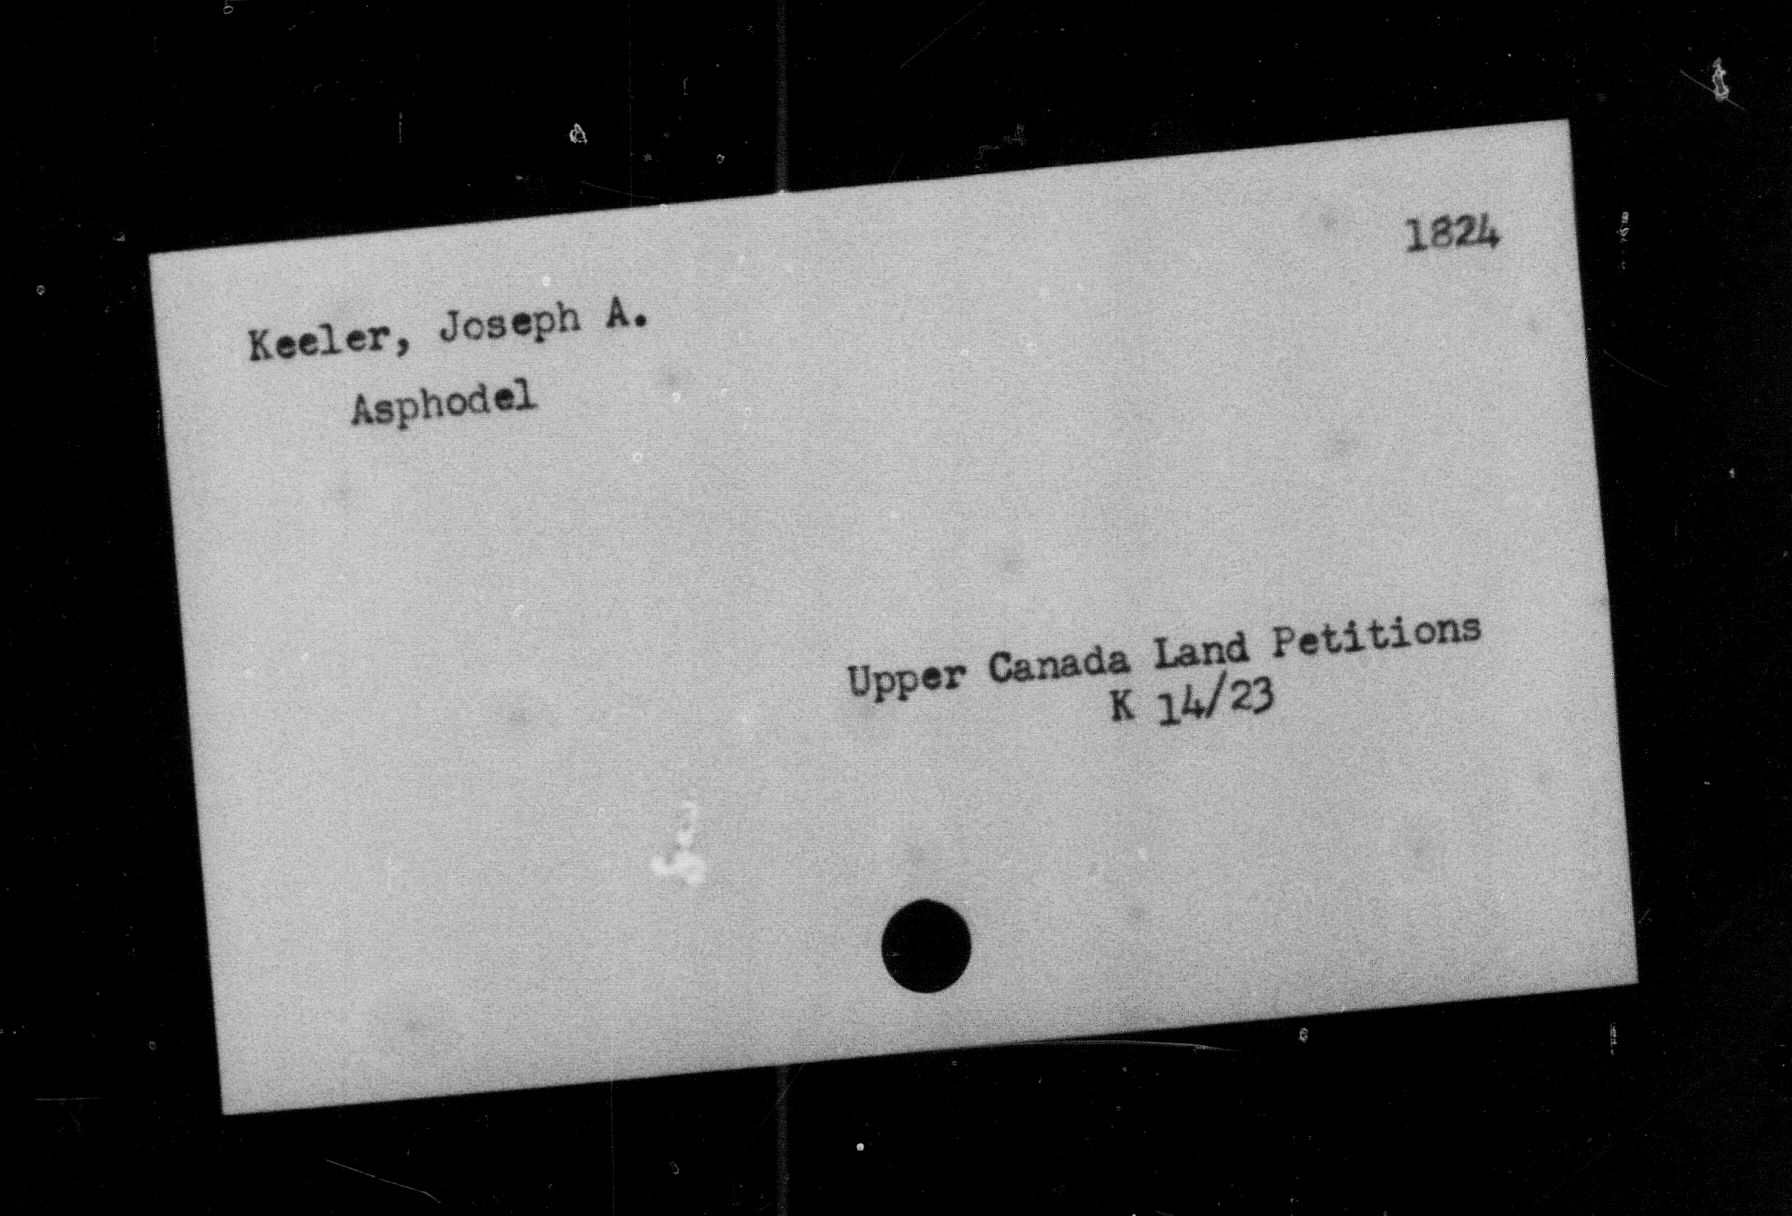 1824
Keeler, Joseph A.
Asphodel
Upper Canada Land Petitions
K 14/23